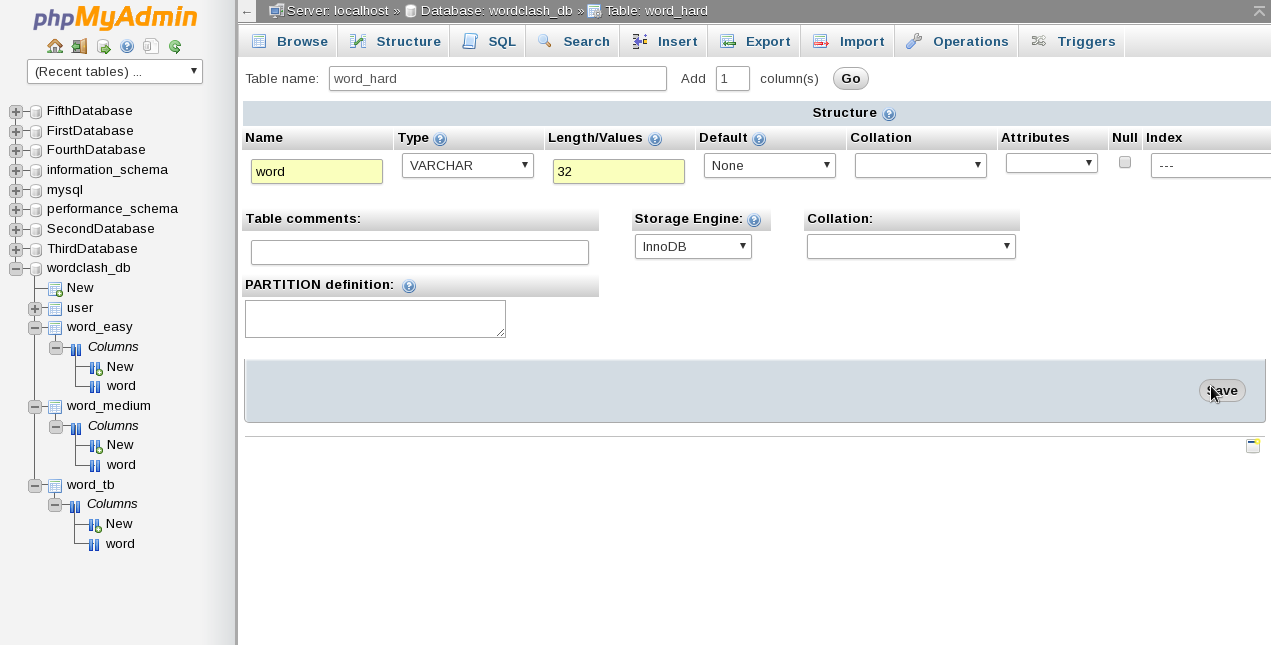 phpMyAdmin
(Recent tables) ...
FifthDatabase
FirstDatabase
FourthDatabase
information_schema
mysql
performance_schema
SecondDatabase
ThirdDatabase
wordclash_db
New
user
word_easy
Columns
New
word
word_medium
Columns
New
word
word_tb
Columns
New
word
Server: localhost » Database: wordclash_db » Table: word_hard
Browse Structure SQL Search Insert Export Import Operations Triggers
Table name: word_hard Add 1 column(s) Go
Structure
Name Type Length/Values Default Collation Attributes Null Index
word VARCHAR 32 None ---
Table comments: Storage Engine: Collation:
InnoDB
PARTITION definition:
Save